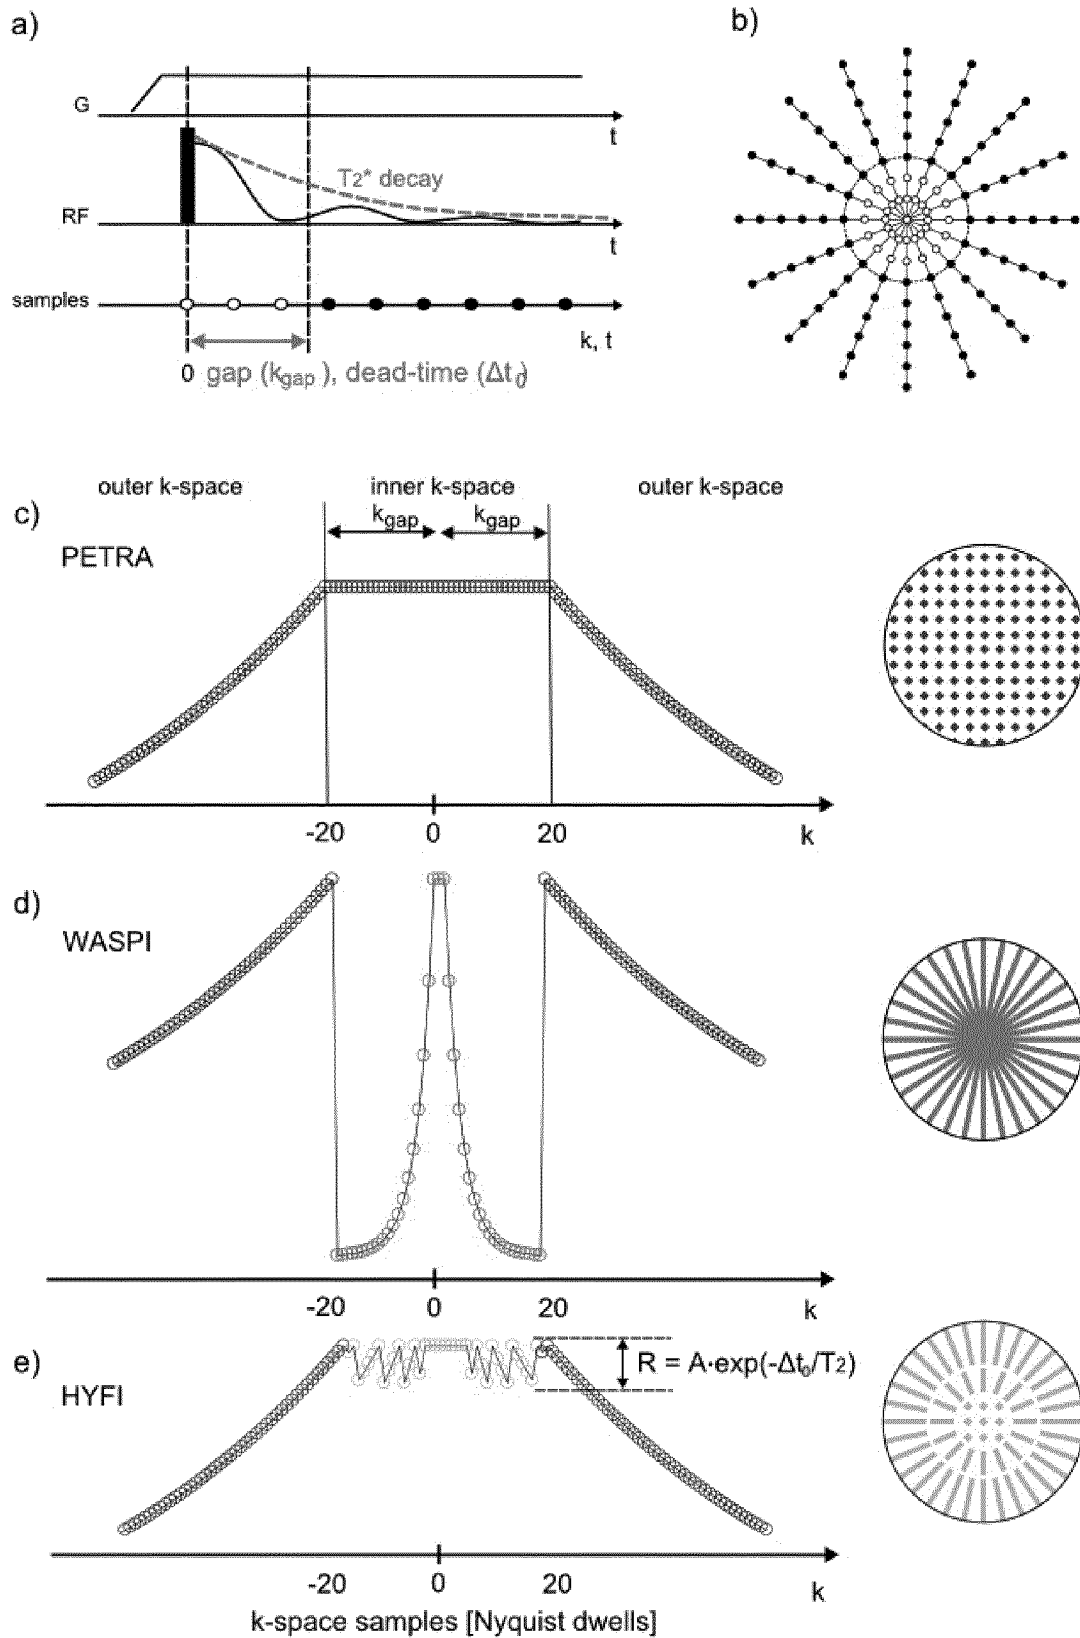 a)
b)
G
t
T2* decay
RF
t
samples
k, t
0 gap (kgap), dead-time (Δt0)
outer k-space inner k-space outer k-space
c) kgap kgap
PETRA
-20 0 20 k
d)
WASPI
-20 0 20 k
e) R = A·exp(-Δt0/T2)
HYFI
-20 0 20 k
k-space samples [Nyquist dwells]